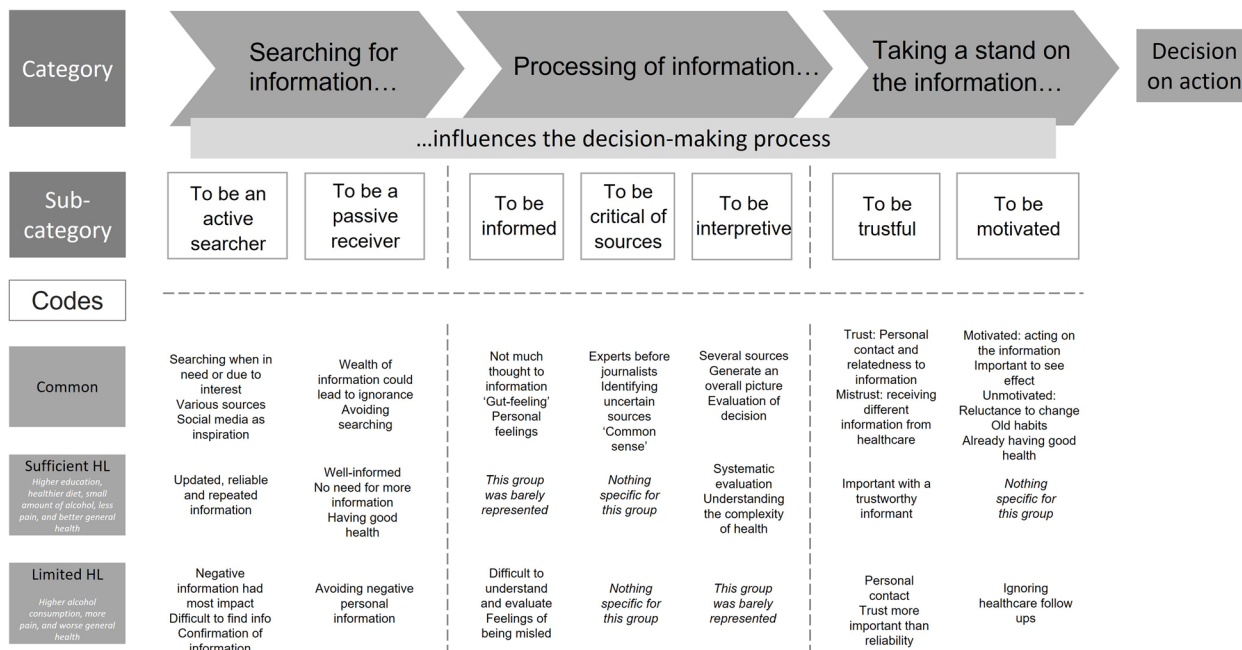 Category
Searching for
information…
Processing of information…
Taking a stand on
the information…
Decision
on action
…influences the decision-making process
Sub-
category
To be an
active
searcher
To be a
passive
receiver
To be
informed
To be
critical of
sources
To be
interpretive
To be
trustful
To be
motivated
Codes
Common
Searching when in
need or due to
interest
Various sources
Social media as
inspiration
Wealth of
information could
lead to ignorance
Avoiding
searching
Not much
thought to
information
‘Gut-feeling’
Personal
feelings
Experts before
journalists
Identifying
uncertain
sources
‘Common
sense’
Several sources
Generate an
overall picture
Evaluation of
decision
Trust: Personal
contact and
relatedness to
information
Mistrust: receiving
different
information from
healthcare
Motivated: acting on
the information
Important to see
effect
Unmotivated:
Reluctance to change
Old habits
Already having good
health
Sufficient HL
Higher education,
healthier diet, small
amount of alcohol, less
pain, and better general
health
Updated, reliable
and repeated
information
Well-informed
No need for more
information
Having good
health
This group
was barely
represented
Nothing
specific for
this group
Systematic
evaluation
Understanding
the complexity
of health
Important with a
trustworthy
informant
Nothing
specific for
this group
Limited HL
Higher alcohol
consumption, more
pain, and worse general
health
Negative
information had
most impact
Difficult to find info
Confirmation of
information
Avoiding negative
personal
information
Difficult to
understand
and evaluate
Feelings of
being misled
Nothing
specific for
this group
This group
was barely
represented
Personal
contact
Trust more
important than
reliability
Ignoring
healthcare follow
ups